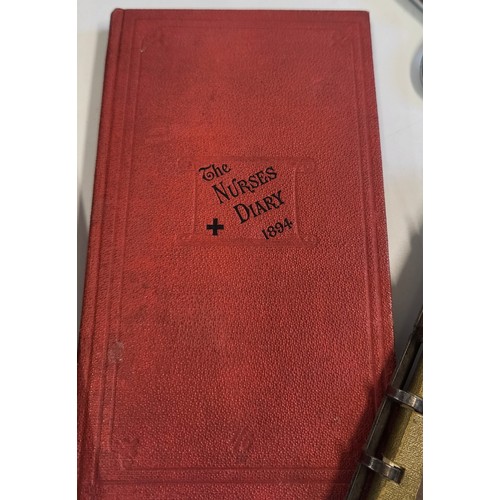 The
NURSES
DIARY
1894